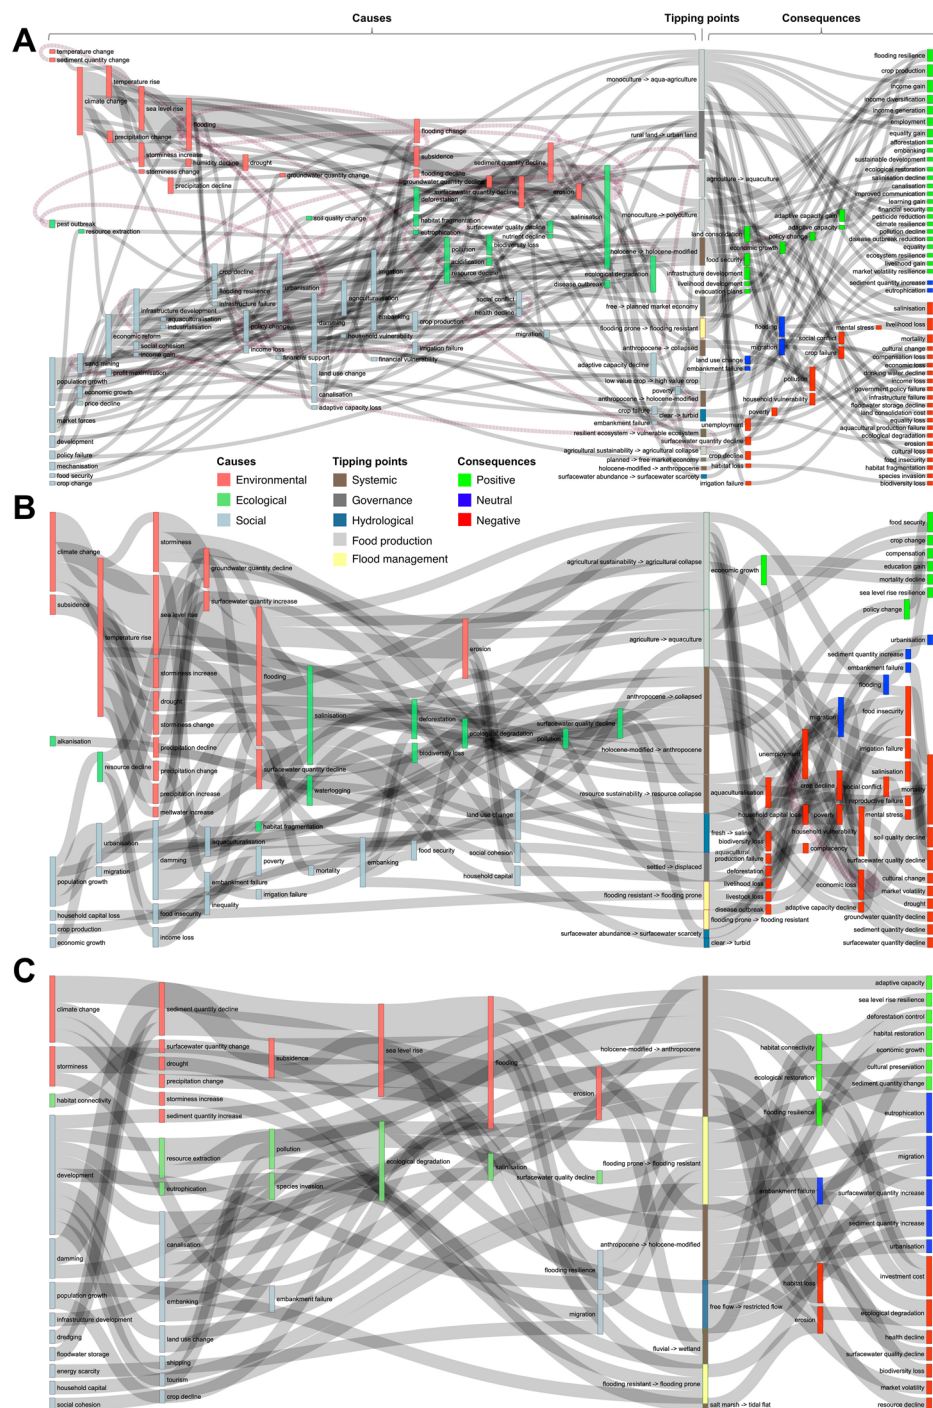 Causes
Tipping points
Consequences
A
temperature change
sediment quantity change
temperature rise
climate change
sea level rise
flooding
precipitation change
storminess increase
humidity decline
drought
storminess change
precipitation decline
groundwater quantity change
flooding change
subsidence
sediment quantity decline
flooding decline
groundwater quantity decline
surfacewater quantity decline
erosion
deforestation
salinisation
pest outbreak
resource extraction
soil quality change
habitat fragmentation
eutrophication
surfacewater quality decline
nutrient decline
biodiversity loss
pollution
acidification
resource decline
ecological degradation
disease outbreak
crop decline
flooding resilience
infrastructure failure
urbanisation
irrigation
agriculturalisation
infrastructure development
aquaculturalisation
industrialisation
policy change
damming
embanking
household vulnerability
crop production
social conflict
health decline
migration
economic reform
social cohesion
income gain
income loss
financial support
irrigation failure
financial vulnerability
sand mining
profit maximisation
land use change
adaptive capacity decline
population growth
economic growth
price decline
canalisation
adaptive capacity loss
poverty
crop failure
embankment failure
market forces
development
policy failure
mechanisation
food security
crop change
monoculture -> aqua-agriculture
rural land -> urban land
agriculture -> aquaculture
monoculture -> polyculture
holocene -> holocene-modified
free -> planned market economy
flooding prone -> flooding resistant
anthropocene -> collapsed
low value crop -> high value crop
anthropocene -> holocene-modified
clear -> turbid
resilient ecosystem -> vulnerable ecosystem
agricultural sustainability -> agricultural collapse
planned -> free market economy
holocene-modified -> anthropocene
surfacewater abundance -> surfacewater scarcity
land consolidation
adaptive capacity gain
adaptive capacity
policy change
economic growth
food security
infrastructure development
livelihood development
evacuation plans
flooding
migration
land use change
embankment failure
mental stress
social conflict
crop failure
pollution
household vulnerability
poverty
unemployment
surfacewater quantity decline
crop decline
habitat loss
irrigation failure
flooding resilience
crop production
income gain
income diversification
income generation
employment
equality gain
afforestation
embanking
sustainable development
ecological restoration
salinisation decline
canalisation
improved communication
learning gain
financial security
pesticide reduction
climate resilience
pollution decline
disease outbreak reduction
equality
ecosystem resilience
livelihood gain
market volatility resilience
sediment quantity increase
eutrophication
salinisation
livelihood loss
mortality
cultural change
compensation loss
economic loss
drinking water decline
income loss
government policy failure
infrastructure failure
floodwater storage decline
land consolidation cost
equality loss
aquacultural production failure
ecological degradation
erosion
cultural loss
food insecurity
habitat fragmentation
species invasion
biodiversity loss
Causes
Environmental
Ecological
Social
Tipping points
Systemic
Governance
Hydrological
Food production
Flood management
Consequences
Positive
Neutral
Negative
B
climate change
subsidence
temperature rise
storminess
sea level rise
groundwater quantity decline
surfacewater quantity increase
storminess increase
drought
storminess change
precipitation decline
precipitation change
precipitation increase
meltwater increase
flooding
surfacewater quantity decline
erosion
alkanisation
resource decline
salinisation
waterlogging
habitat fragmentation
deforestation
biodiversity loss
ecological degradation
pollution
surfacewater quality decline
urbanisation
migration
damming
aquaculturalisation
poverty
mortality
embanking
food security
land use change
social cohesion
household capital
population growth
embankment failure
irrigation failure
inequality
household capital loss
food insecurity
crop production
economic growth
income loss
agricultural sustainability -> agricultural collapse
agriculture -> aquaculture
anthropocene -> collapsed
holocene-modified -> anthropocene
resource sustainability -> resource collapse
fresh -> saline
settled -> displaced
flooding resistant -> flooding prone
flooding prone -> flooding resistant
surfacewater abundance -> surfacewater scarcety
clear -> turbid
economic growth
unemployment
migration
flooding
aquaculturalisation
crop decline
social conflict
household capital loss
poverty
household vulnerability
biodiversity loss
aquacultural
production failure
complacency
deforestation
livelihood loss
livestock loss
disease outbreak
economic loss
adaptive capacity decline
food security
crop change
compensation
education gain
mortality decline
sea level rise resilience
policy change
urbanisation
sediment quantity increase
embankment failure
food insecurity
irrigation failure
salinisation
mortality
reproductive failure
mental stress
soil quality decline
surfacewater quality decline
cultural change
market volatility
drought
groundwater quantity decline
sediment quantity decline
surfacewater quantity decline
C
climate change
storminess
habitat connectivity
development
damming
population growth
infrastructure development
dredging
floodwater storage
energy scarcity
household capital
social cohesion
sediment quantity decline
surfacewater quantity change
drought
precipitation change
storminess increase
sediment quantity increase
resource extraction
eutrophication
canalisation
embanking
land use change
shipping
tourism
crop decline
subsidence
pollution
species invasion
embankment failure
sea level rise
ecological degradation
flooding
salinisation
erosion
surfacewater quality decline
flooding resilience
migration
holocene-modified -> anthropocene
flooding prone -> flooding resistant
anthropocene -> holocene-modified
free flow -> restricted flow
fluvial -> wetland
flooding resistant -> flooding prone
salt marsh -> tidal flat
habitat connectivity
ecological restoration
flooding resilience
embankment failure
habitat loss
erosion
adaptive capacity
sea level rise resilience
deforestation control
habitat restoration
economic growth
cultural preservation
sediment quantity change
eutrophication
migration
surfacewater quantity increase
sediment quantity increase
urbanisation
investment cost
ecological degradation
health decline
surfacewater quality decline
biodiversity loss
market volatility
resource decline